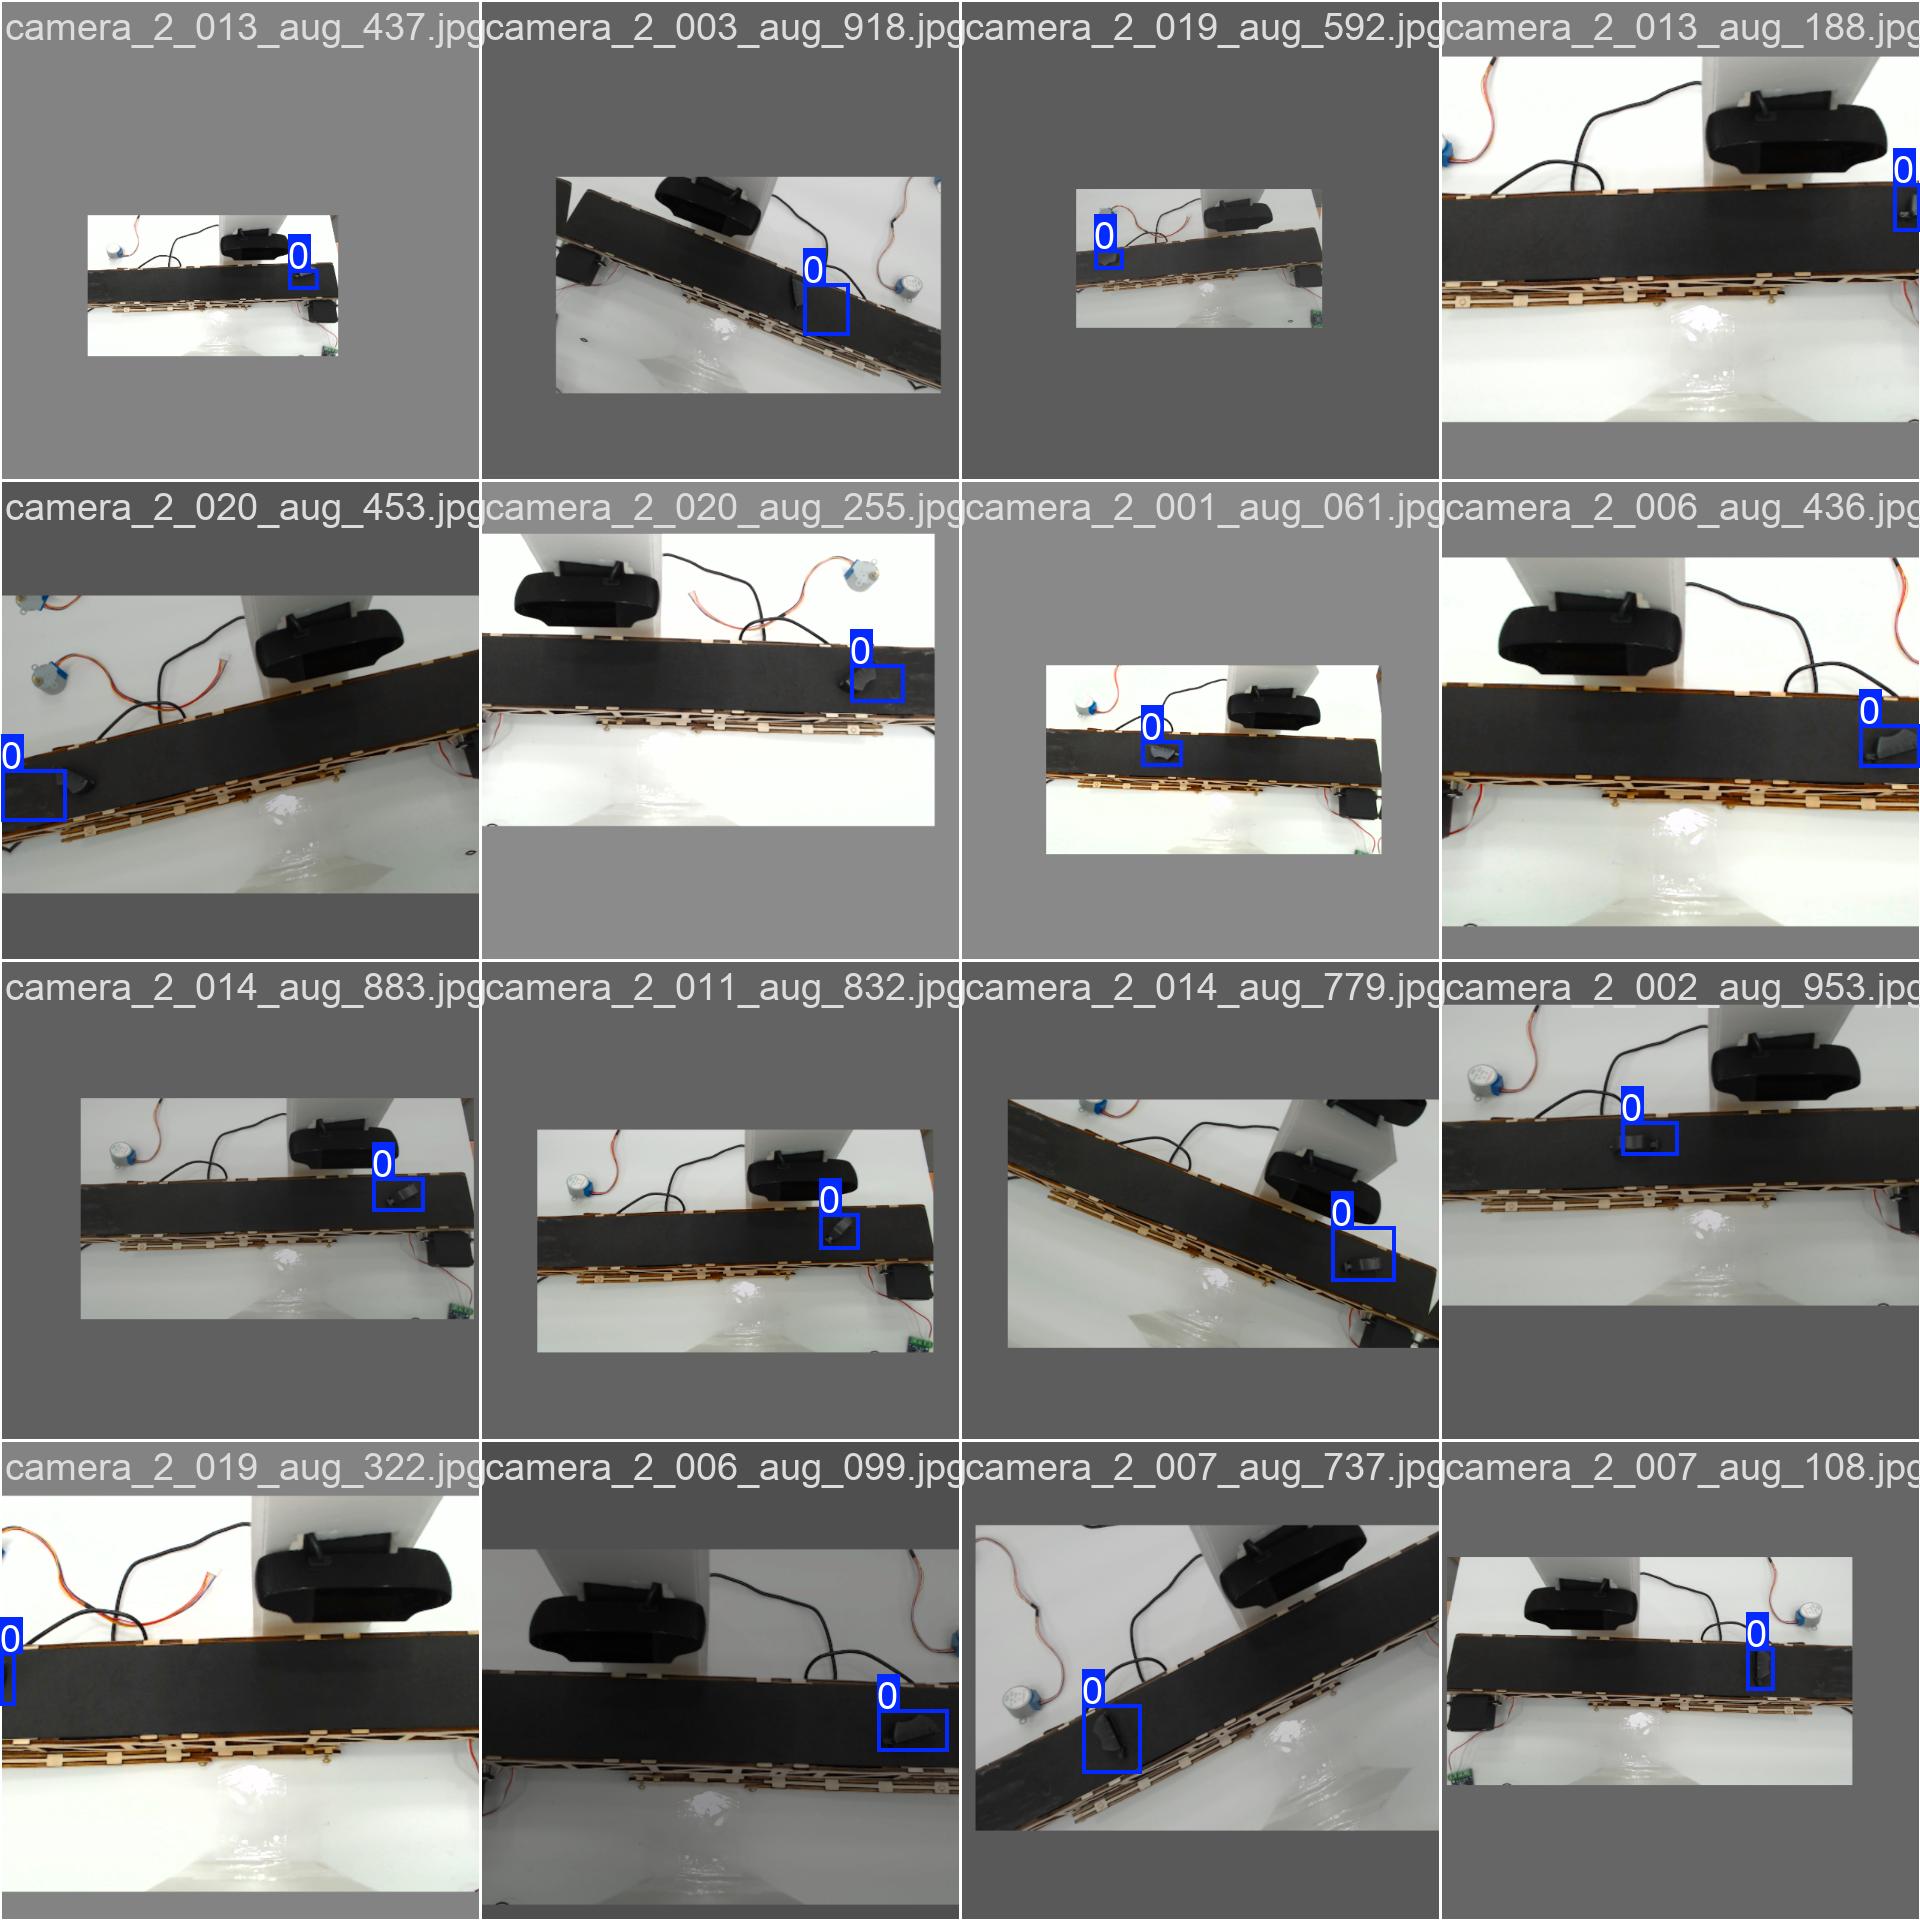 camera_2_013_aug_437.jpg
camera_2_003_aug_918.jpg
camera_2_019_aug_592.jpg
camera_2_013_aug_188.jpg
0
0
0
0
camera_2_020_aug_453.jpg
camera_2_020_aug_255.jpg
camera_2_001_aug_061.jpg
camera_2_006_aug_436.jpg
0
0
0
0
camera_2_014_aug_883.jpg
camera_2_011_aug_832.jpg
camera_2_014_aug_779.jpg
camera_2_002_aug_953.jpg
0
0
0
0
camera_2_019_aug_322.jpg
camera_2_006_aug_099.jpg
camera_2_007_aug_737.jpg
camera_2_007_aug_108.jpg
0
0
0
0